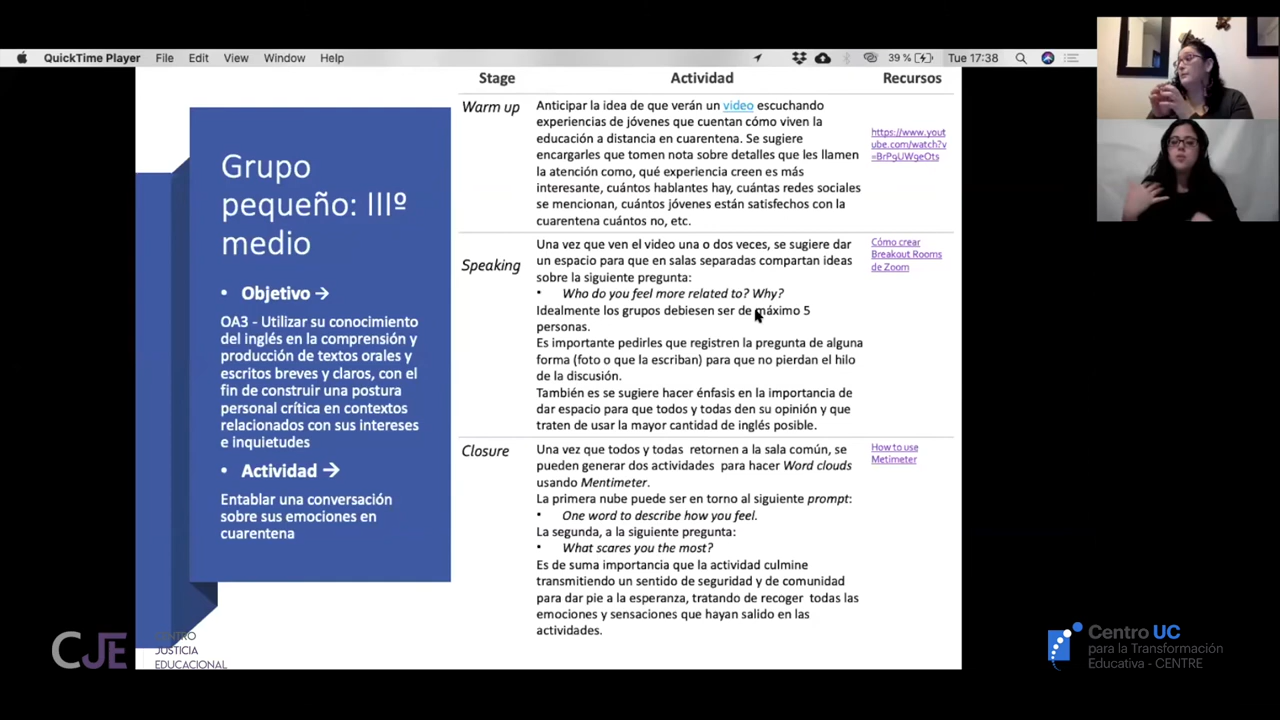 QuickTime Player File Edit View Window Help 39 % Tue 17:38
Grupo
pequeño: IIIº
medio
• Objetivo →
OA3 - Utilizar su conocimiento
del inglés en la comprensión y
producción de textos orales y
escritos breves y claros, con el
fin de construir una postura
personal crítica en contextos
relacionados con sus intereses
e inquietudes
• Actividad →
Entablar una conversación
sobre sus emociones en
cuarentena
Stage Actividad Recursos
Warm up
Anticipar la idea de que verán un video escuchando
experiencias de jóvenes que cuentan cómo viven la
educación a distancia en cuarentena. Se sugiere
encargarles que tomen nota sobre detalles que les llamen
la atención como, qué experiencia creen es más
interesante, cuántos hablantes hay, cuántas redes sociales
se mencionan, cuántos jóvenes están satisfechos con la
cuarentena cuántos no, etc.
https://www.yout
ube.com/watch?v
=BrPgUWgeOts
Speaking
Una vez que ven el video una o dos veces, se sugiere dar
un espacio para que en salas separadas compartan ideas
sobre la siguiente pregunta:
• Who do you feel more related to? Why?
Idealmente los grupos debiesen ser de máximo 5
personas.
Es importante pedirles que registren la pregunta de alguna
forma (foto o que la escriban) para que no pierdan el hilo
de la discusión.
También es se sugiere hacer énfasis en la importancia de
dar espacio para que todos y todas den su opinión y que
traten de usar la mayor cantidad de inglés posible.
Cómo crear
Breakout Rooms
de Zoom
Closure
Una vez que todos y todas retornen a la sala común, se
pueden generar dos actividades para hacer Word clouds
usando Mentimeter.
La primera nube puede ser en torno al siguiente prompt:
• One word to describe how you feel.
La segunda, a la siguiente pregunta:
• What scares you the most?
Es de suma importancia que la actividad culmine
transmitiendo un sentido de seguridad y de comunidad
para dar pie a la esperanza, tratando de recoger todas las
emociones y sensaciones que hayan salido en las
actividades.
How to use
Metimeter
CJE
CENTRO
JUSTICIA
EDUCACIONAL
Centro UC
para la Transformación
Educativa - CENTRE